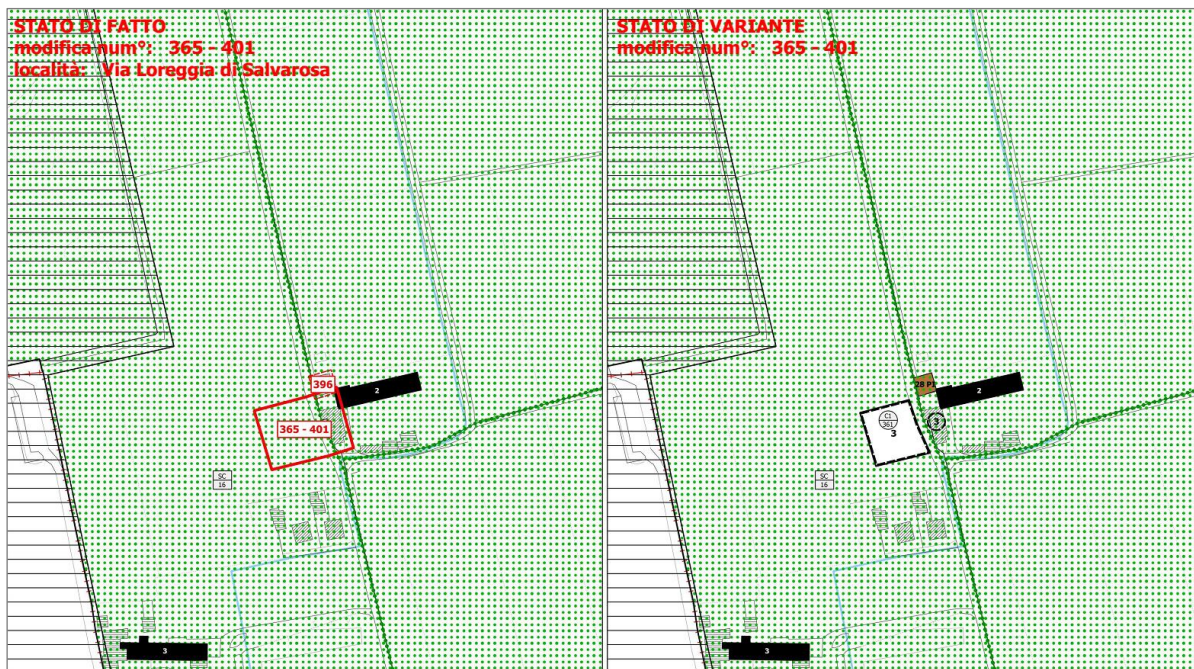 STATO DI FATTO
modifica num°: 365 - 401
località: Via Loreggia di Salvarosa
396
2
365 - 401
SC
16
3
STATO DI VARIANTE
modifica num°: 365 - 401
2B P1
2
C1
361
3
3
SC
16
3